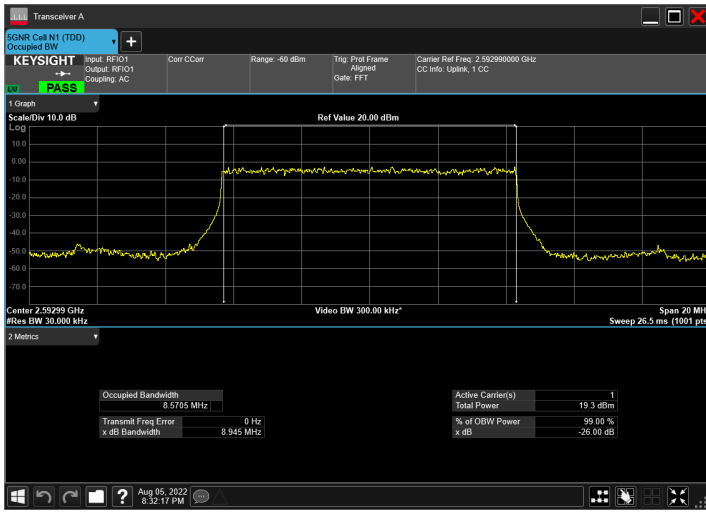 Transceiver A
5GNR Cell N1 (TDD)
Occupied BW
KEYSIGHT
LXI
PASS
Input: RFIO1
Output: RFIO1
Coupling: AC
Corr CCorr
Range: -60 dBm
Trig: Prot Frame
Aligned
Gate: FFT
Carrier Ref Freq: 2.592990000 GHz
CC Info: Uplink, 1 CC
1 Graph
Scale/Div 10.0 dB
Ref Value 20.00 dBm
Log
10.0
0.00
-10.0
-20.0
-30.0
-40.0
-50.0
-60.0
-70.0
Center 2.59299 GHz
Video BW 300.00 kHz*
Span 20 MH
#Res BW 30.000 kHz
Sweep 26.5 ms (1001 pts
2 Metrics
Occupied Bandwidth
8.5705 MHz
Transmit Freq Error 0 Hz
x dB Bandwidth 8.945 MHz
Active Carrier(s) 1
Total Power 19.3 dBm
% of OBW Power 99.00 %
x dB -26.00 dB
Aug 05, 2022
8:32:17 PM